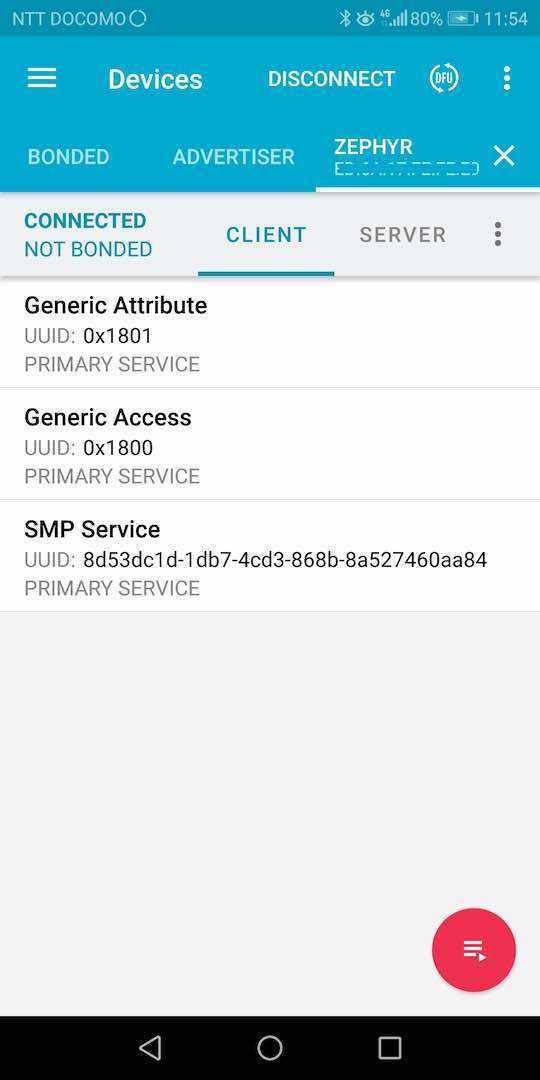 NTT DOCOMO
4G
80%
11:54
Devices
DISCONNECT
DFU
BONDED
ADVERTISER
ZEPHYR
CONNECTED
NOT BONDED
CLIENT
SERVER
Generic Attribute
UUID: 0x1801
PRIMARY SERVICE
Generic Access
UUID: 0x1800
PRIMARY SERVICE
SMP Service
UUID: 8d53dc1d-1db7-4cd3-868b-8a527460aa84
PRIMARY SERVICE